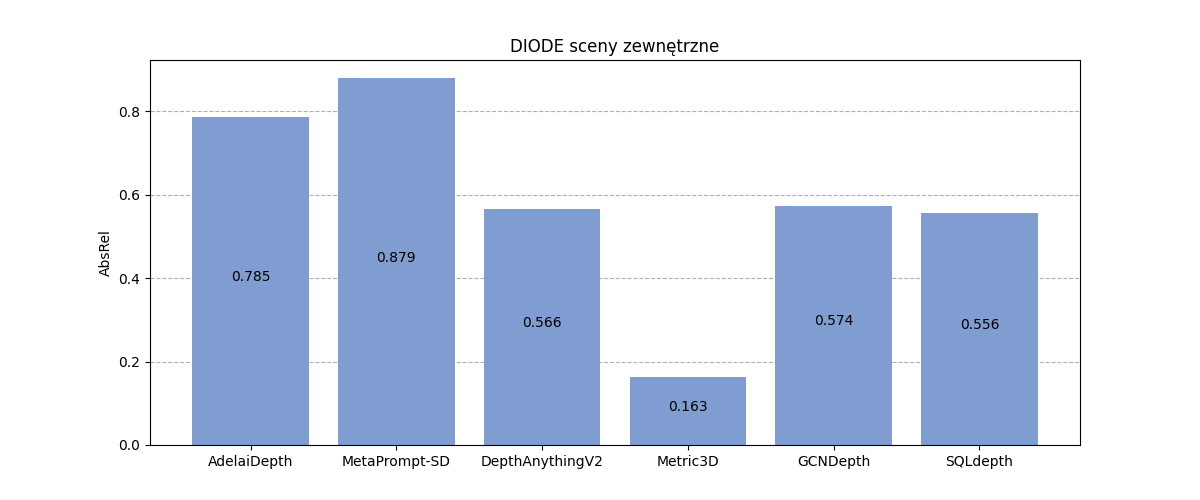 DIODE sceny zewnętrzne
AbsRel
0.8
0.6
0.4
0.2
0.0
0.785
0.879
0.566
0.163
0.574
0.556
AdelaiDepth
MetaPrompt-SD
DepthAnythingV2
Metric3D
GCNDepth
SQLdepth